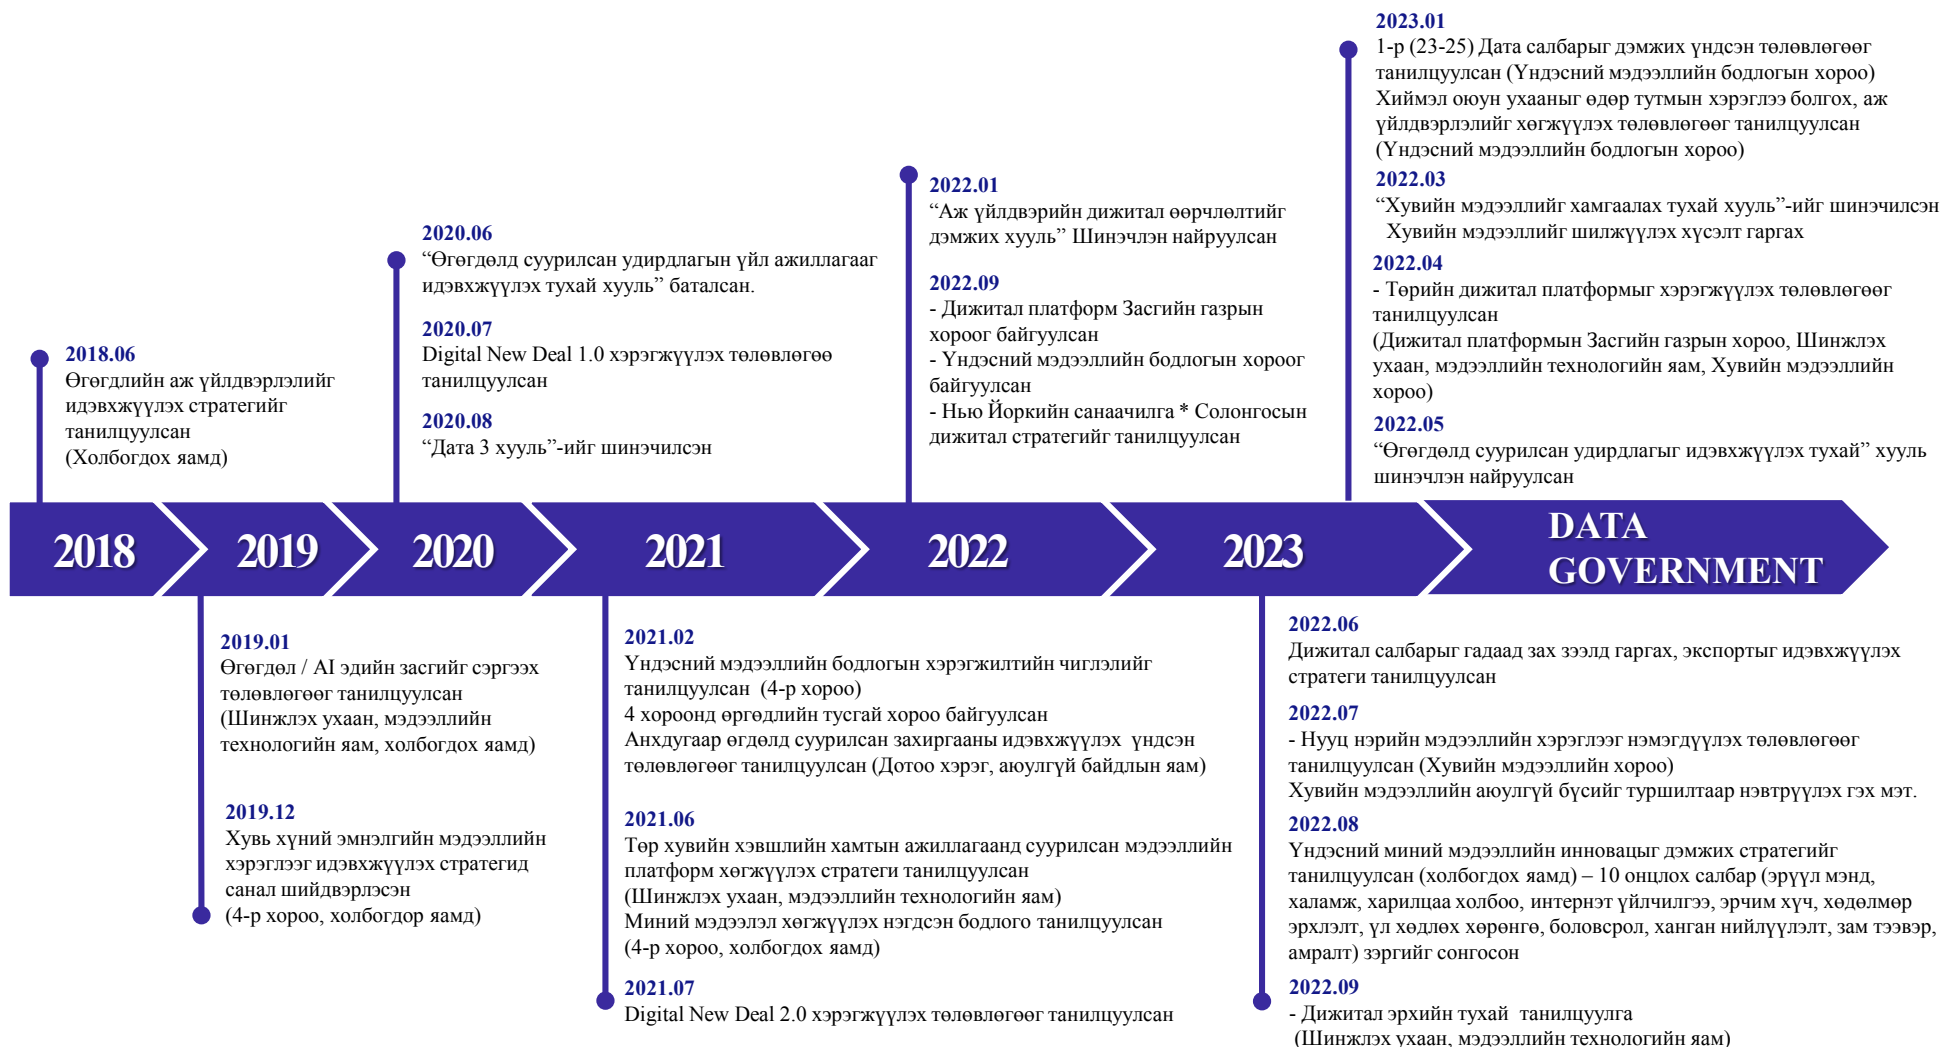 2018.06
Өгөгдлийн аж үйлдвэрлэлийг
идэвхжүүлэх стратегийг
танилцуулсан
(Холбогдох яамд)
2020.06
“Өгөгдөлд суурилсан удирдлагын үйл ажиллагааг
идэвхжүүлэх тухай хууль” баталсан.
2020.07
Digital New Deal 1.0 хэрэгжүүлэх төлөвлөгөө
танилцуулсан
2020.08
“Дата 3 хууль”-ийг шинэчилсэн
2022.01
“Аж үйлдвэрийн дижитал өөрчлөлтийг
дэмжих хууль” Шинэчлэн найруулсан
2022.09
- Дижитал платформ Засгийн газрын
хороог байгуулсан
- Үндэсний мэдээллийн бодлогын хороог
байгуулсан
- Нью Йоркийн санаачилга * Солонгосын
дижитал стратегийг танилцуулсан
2023.01
1-р (23-25) Дата салбарыг дэмжих үндсэн төлөвлөгөөг
танилцуулсан (Үндэсний мэдээллийн бодлогын хороо)
Хиймэл оюун ухааныг өдөр тутмын хэрэглээ болгох, аж
үйлдвэрлэлийг хөгжүүлэх төлөвлөгөөг танилцуулсан
(Үндэсний мэдээллийн бодлогын хороо)
2022.03
“Хувийн мэдээллийг хамгаалах тухай хууль”-ийг шинэчилсэн
Хувийн мэдээллийг шилжүүлэх хүсэлт гаргах
2022.04
- Төрийн дижитал платформыг хэрэгжүүлэх төлөвлөгөөг
танилцуулсан
(Дижитал платформын Засгийн газрын хороо, Шинжлэх
ухаан, мэдээллийн технологийн яам, Хувийн мэдээллийн
хороо)
2022.05
“Өгөгдөлд суурилсан удирдлагыг идэвхжүүлэх тухай” хууль
шинэчлэн найруулсан
2018
2019
2020
2021
2022
2023
DATA
GOVERNMENT
2019.01
Өгөгдөл / AI эдийн засгийг сэргээх
төлөвлөгөөг танилцуулсан
(Шинжлэх ухаан, мэдээллийн
технологийн яам, холбогдох яамд)
2019.12
Хувь хүний эмнэлгийн мэдээллийн
хэрэглээг идэвхжүүлэх стратегид
санал шийдвэрлэсэн
(4-р хороо, холбогдор яамд)
2021.02
Үндэсний мэдээллийн бодлогын хэрэгжилтийн чиглэлийг
танилцуулсан (4-р хороо)
4 хороонд өргөдлийн тусгай хороо байгуулсан
Анхдугаар өгдөлд суурилсан захиргааны идэвхжүүлэх үндсэн
төлөвлөгөөг танилцуулсан (Дотоо хэрэг, аюулгүй байдлын яам)
2021.06
Төр хувийн хэвшлийн хамтын ажиллагаанд суурилсан мэдээллийн
платформ хөгжүүлэх стратеги танилцуулсан
(Шинжлэх ухаан, мэдээллийн технологийн яам)
Миний мэдээлэл хөгжүүлэх нэгдсэн бодлого танилцуулсан
(4-р хороо, холбогдох яамд)
2021.07
Digital New Deal 2.0 хэрэгжүүлэх төлөвлөгөөг танилцуулсан
2022.06
Дижитал салбарыг гадаад зах зээлд гаргах, экспортыг идэвхжүүлэх
стратеги танилцуулсан
2022.07
- Нууц нэрийн мэдээллийн хэрэглээг нэмэгдүүлэх төлөвлөгөөг
танилцуулсан (Хувийн мэдээллийн хороо)
Хувийн мэдээллийн аюулгүй бүсийг туршилтаар нэвтрүүлэх гэх мэт.
2022.08
Үндэсний миний мэдээллийн инновацыг дэмжих стратегийг
танилцуулсан (холбогдох яамд) – 10 онцлох салбар (эрүүл мэнд,
халамж, харилцаа холбоо, интернэт үйлчилгээ, эрчим хүч, хөдөлмөр
эрхлэлт, үл хөдлөх хөрөнгө, боловсрол, ханган нийлүүлэлт, зам тээвэр,
амралт) зэргийг сонгосон
2022.09
- Дижитал эрхийн тухай танилцуулга
(Шинжлэх ухаан, мэдээллийн технологийн яам)